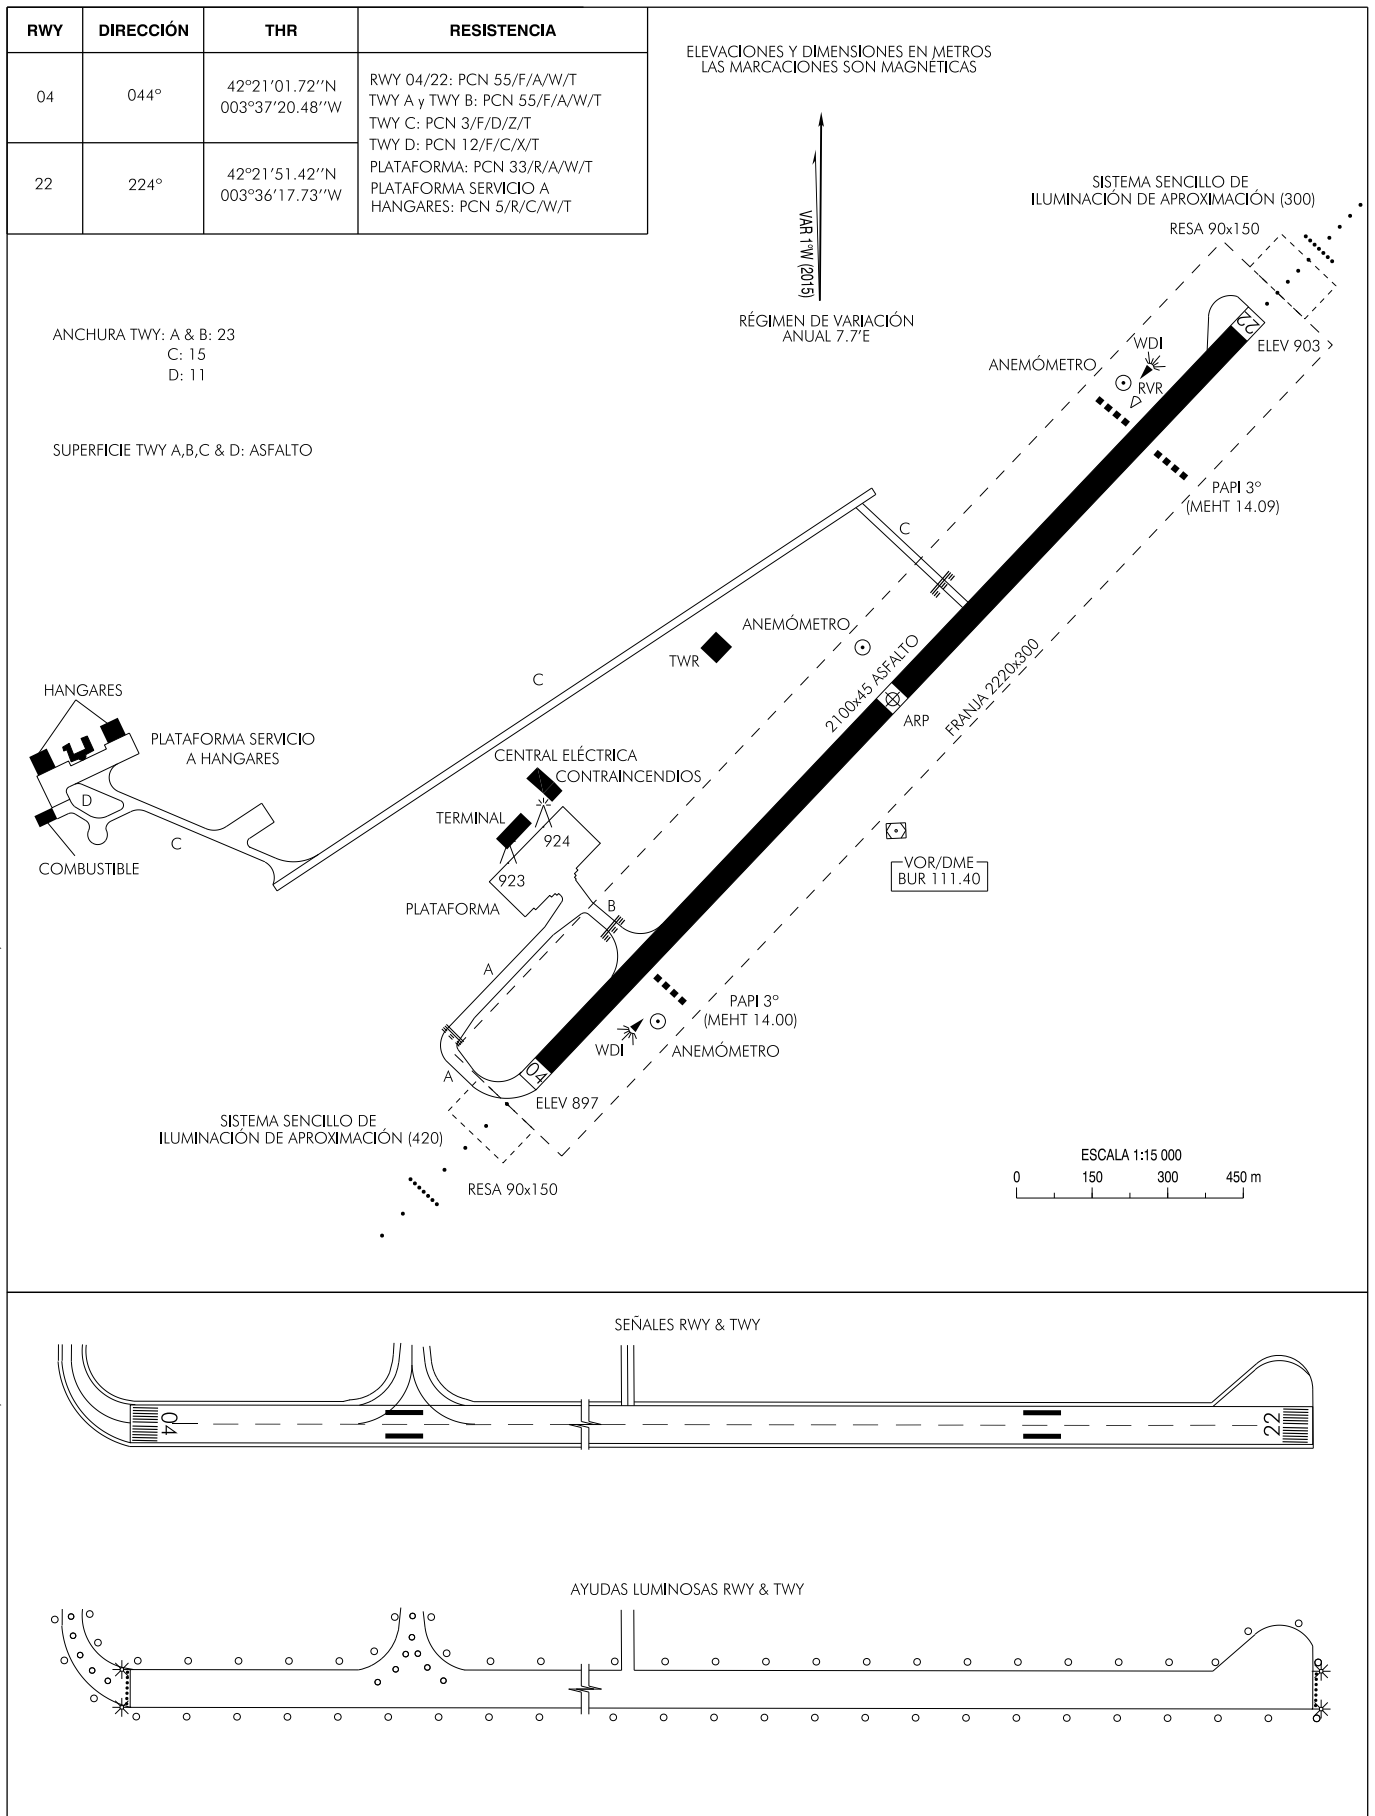 RWY DIRECCIÓN THR RESISTENCIA
04 044° 42°21'01.72''N
003°37'20.48''W
22 224° 42°21'51.42''N
003°36'17.73''W
RWY 04/22: PCN 55/F/A/W/T
TWY A y TWY B: PCN 55/F/A/W/T
TWY C: PCN 3/F/D/Z/T
TWY D: PCN 12/F/C/X/T
PLATAFORMA: PCN 33/R/A/W/T
PLATAFORMA SERVICIO A
HANGARES: PCN 5/R/C/W/T
ELEVACIONES Y DIMENSIONES EN METROS
LAS MARCACIONES SON MAGNÉTICAS
VAR 1°W (2015)
RÉGIMEN DE VARIACIÓN
ANUAL 7.7'E
SISTEMA SENCILLO DE
ILUMINACIÓN DE APROXIMACIÓN (300)
RESA 90x150
22
ELEV 903
ANCHURA TWY: A & B: 23
C: 15
D: 11
SUPERFICIE TWY A,B,C & D: ASFALTO
WDI
ANEMÓMETRO
RVR
PAPI 3°
(MEHT 14.09)
C
ANEMÓMETRO
TWR
C
2100x45 ASFALTO
ARP
FRANJA 2220x300
HANGARES
PLATAFORMA SERVICIO
A HANGARES
D
C
COMBUSTIBLE
CENTRAL ELÉCTRICA
CONTRAINCENDIOS
TERMINAL
924
923
PLATAFORMA
B
VOR/DME
BUR 111.40
A
PAPI 3°
(MEHT 14.00)
WDI
ANEMÓMETRO
A
04
ELEV 897
SISTEMA SENCILLO DE
ILUMINACIÓN DE APROXIMACIÓN (420)
RESA 90x150
ESCALA 1:15 000
0 150 300 450 m
SEÑALES RWY & TWY
04
22
AYUDAS LUMINOSAS RWY & TWY